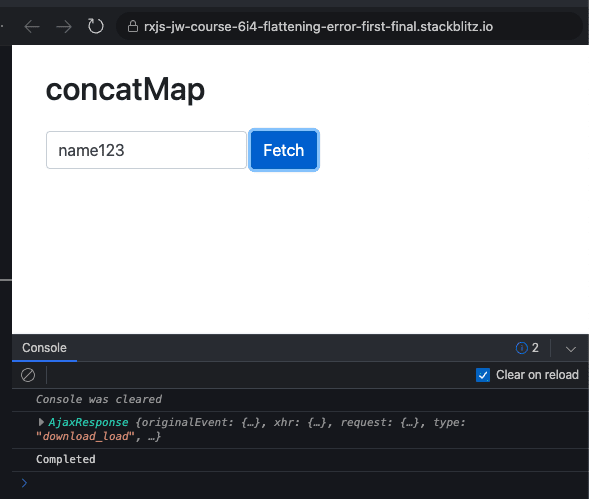 rxjs-jw-course-6i4-flattening-error-first-final.stackblitz.io
concatMap
name123 Fetch
Console 2
Clear on reload
Console was cleared
AjaxResponse {originalEvent: {…}, xhr: {…}, request: {…}, type:
"download_load", …}
Completed